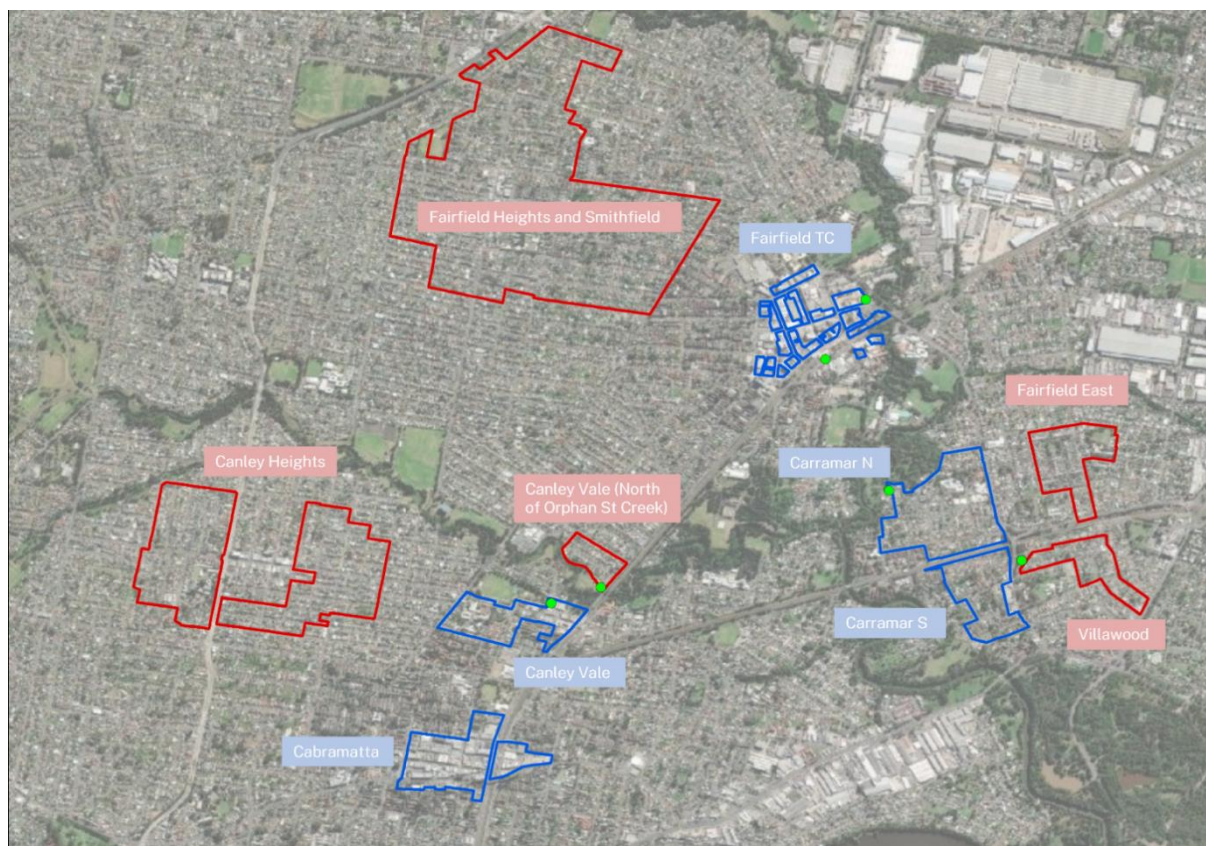 Fairfield Heights and Smithfield
Fairfield TC
Fairfield East
Canley Heights
Carramar N
Canley Vale (North
of Orphan St Creek)
Carramar S
Villawood
Canley Vale
Cabramatta